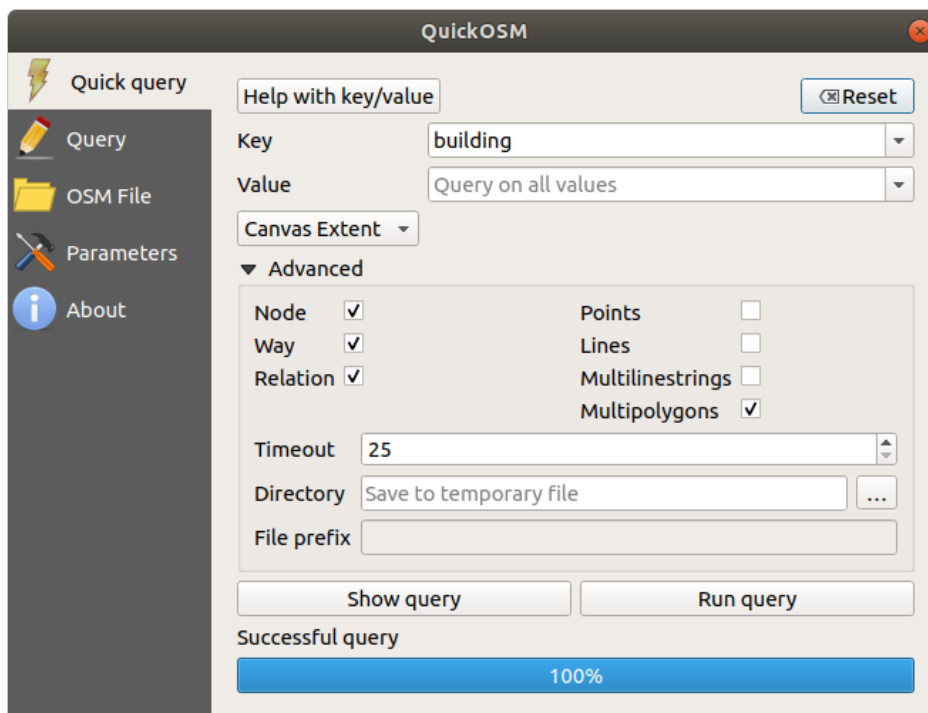 QuickOSM
Quick query
Query
OSM File
Parameters
About
Help with key/value
Reset
Key building
Value Query on all values
Canvas Extent
Advanced
Node Points
Way Lines
Relation Multilinestrings
Multipolygons
Timeout 25
Directory Save to temporary file ...
File prefix
Show query Run query
Successful query
100%